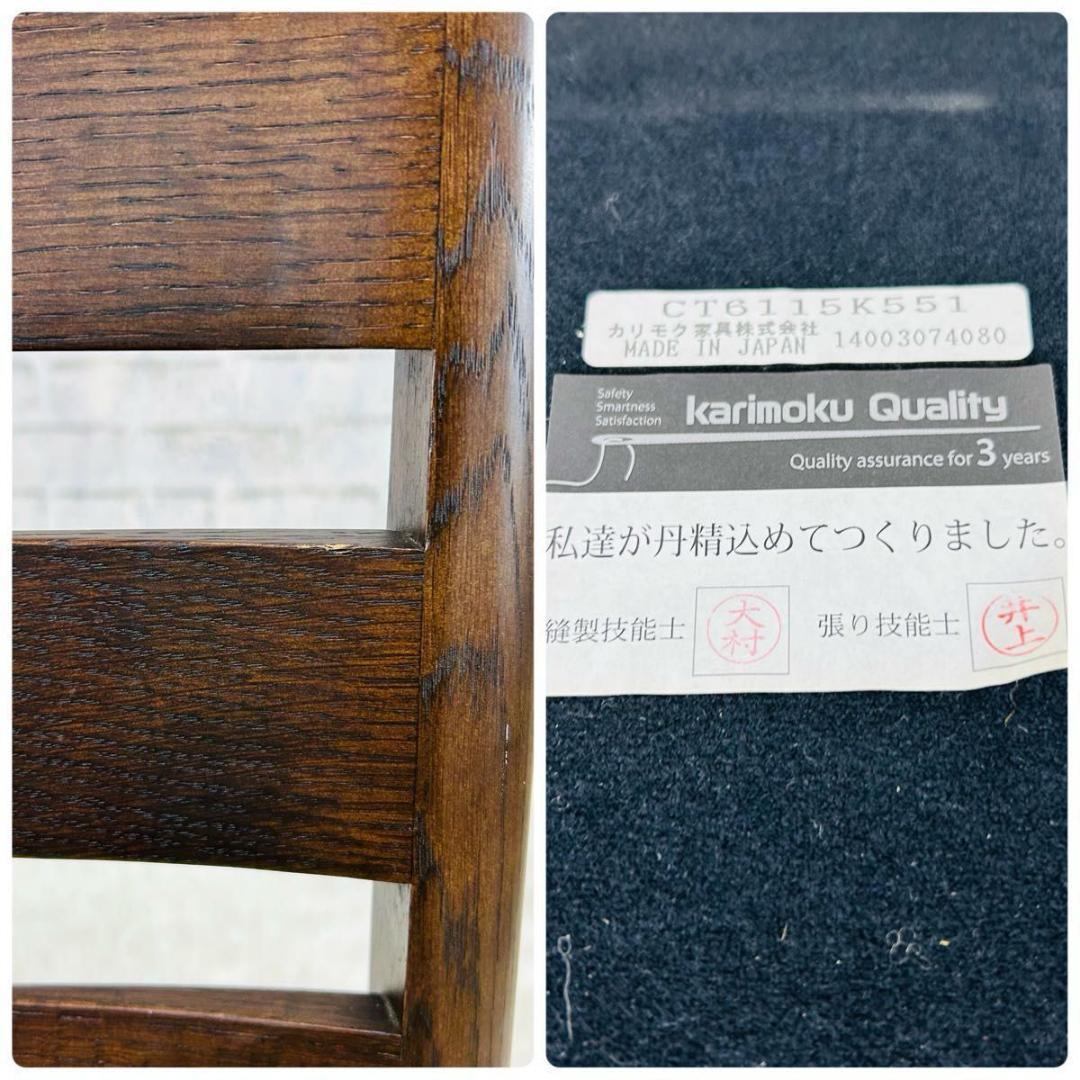 CT6115K551
カリモク家具株式会社
MADE IN JAPAN 14003074080
Safety
Smartness
Satisfaction
karimoku Quality
Quality assurance for 3 years
私達が丹精込めてつくりました。
縫製技能士 大村 張り技能士 井上